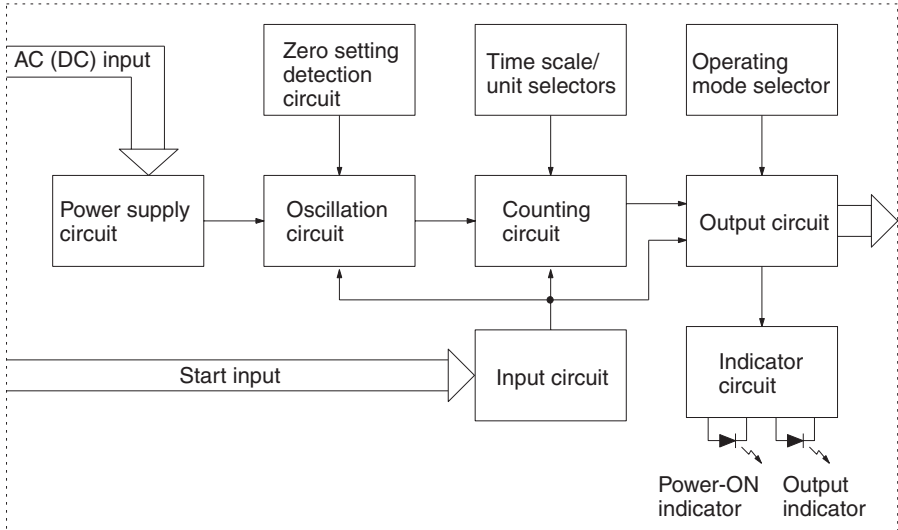 AC (DC) input
Zero setting
detection
circuit
Time scale/
unit selectors
Operating
mode selector
Power supply
circuit
Oscillation
circuit
Counting
circuit
Output circuit
Start input
Input circuit
Indicator
circuit
Power-ON
indicator
Output
indicator